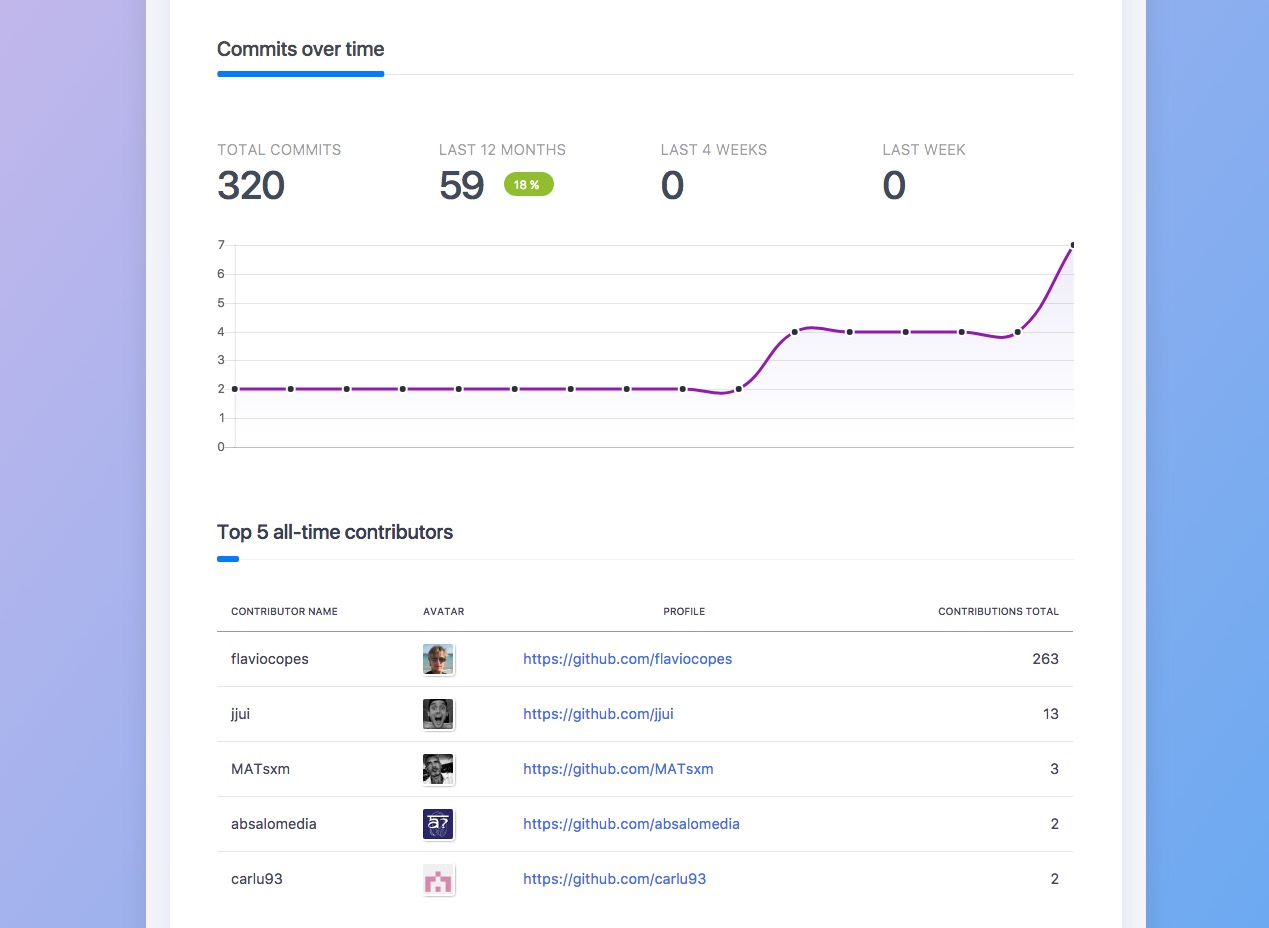 Commits over time
TOTAL COMMITS LAST 12 MONTHS LAST 4 WEEKS LAST WEEK
320 59 18 % 0 0
7
6
5
4
3
2
1
0
Top 5 all-time contributors
CONTRIBUTOR NAME AVATAR PROFILE CONTRIBUTIONS TOTAL
flaviocopes https://github.com/flaviocopes 263
jjui https://github.com/jjui 13
MATsxm https://github.com/MATsxm 3
absalomedia a? https://github.com/absalomedia 2
carlu93 https://github.com/carlu93 2